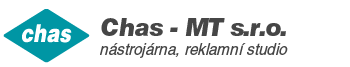 chas
Chas - MT s.r.o.
nástrojárna, reklamní studio